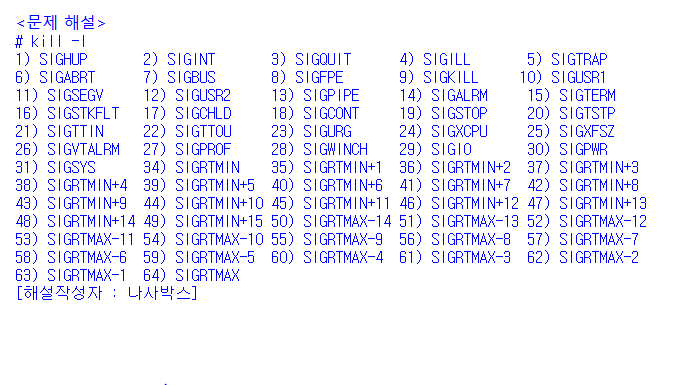 <문제 해설>
# kill -l
1) SIGHUP 2) SIGINT 3) SIGQUIT 4) SIGILL 5) SIGTRAP
6) SIGABRT 7) SIGBUS 8) SIGFPE 9) SIGKILL 10) SIGUSR1
11) SIGSEGV 12) SIGUSR2 13) SIGPIPE 14) SIGALRM 15) SIGTERM
16) SIGSTKFLT 17) SIGCHLD 18) SIGCONT 19) SIGSTOP 20) SIGTSTP
21) SIGTTIN 22) SIGTTOU 23) SIGURG 24) SIGXCPU 25) SIGXFSZ
26) SIGVTALRM 27) SIGPROF 28) SIGWINCH 29) SIGIO 30) SIGPWR
31) SIGSYS 34) SIGRTMIN 35) SIGRTMIN+1 36) SIGRTMIN+2 37) SIGRTMIN+3
38) SIGRTMIN+4 39) SIGRTMIN+5 40) SIGRTMIN+6 41) SIGRTMIN+7 42) SIGRTMIN+8
43) SIGRTMIN+9 44) SIGRTMIN+10 45) SIGRTMIN+11 46) SIGRTMIN+12 47) SIGRTMIN+13
48) SIGRTMIN+14 49) SIGRTMIN+15 50) SIGRTMAX-14 51) SIGRTMAX-13 52) SIGRTMAX-12
53) SIGRTMAX-11 54) SIGRTMAX-10 55) SIGRTMAX-9 56) SIGRTMAX-8 57) SIGRTMAX-7
58) SIGRTMAX-6 59) SIGRTMAX-5 60) SIGRTMAX-4 61) SIGRTMAX-3 62) SIGRTMAX-2
63) SIGRTMAX-1 64) SIGRTMAX
[해설작성자 : 나사박스]